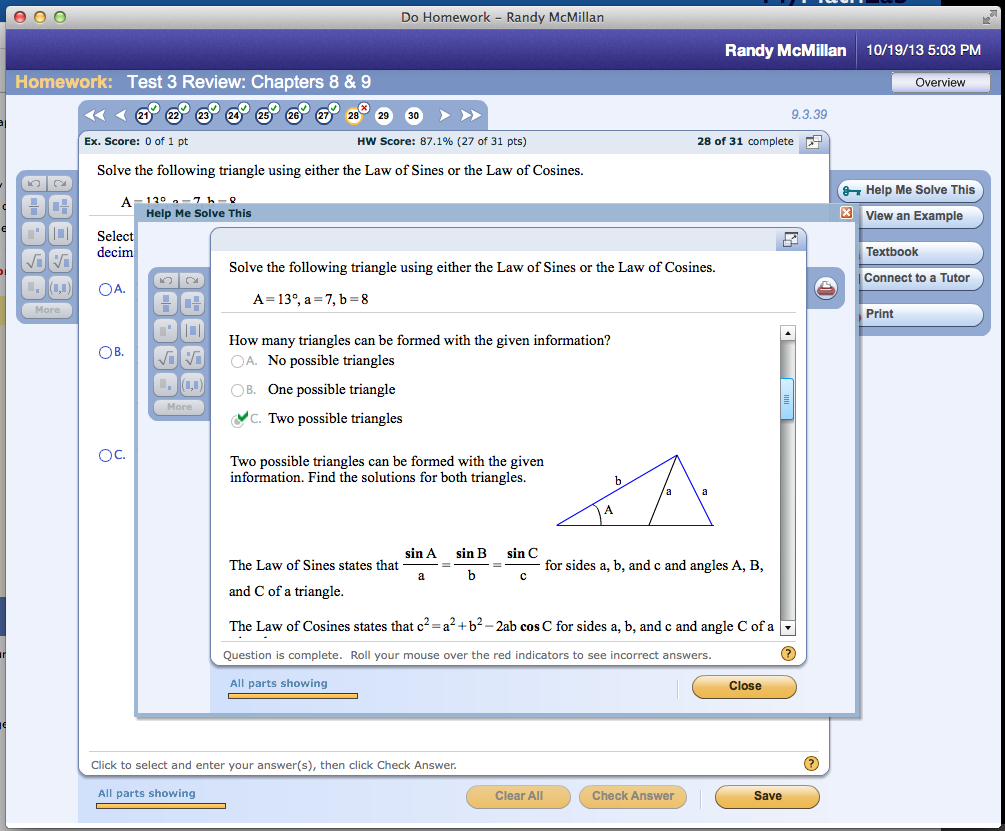 Do Homework – Randy McMillan
Randy McMillan 10/19/13 5:03 PM
Homework: Test 3 Review: Chapters 8 & 9 Overview
21 22 23 24 25 26 27 28 29 30 9.3.39
Ex. Score: 0 of 1 pt HW Score: 87.1% (27 of 31 pts) 28 of 31 complete
Solve the following triangle using either the Law of Sines or the Law of Cosines.
Help Me Solve This
View an Example
Textbook
Connect to a Tutor
Print
A = 13°, a = 7, b = 8
Select
decim
A.
B.
C.
More
Help Me Solve This
Solve the following triangle using either the Law of Sines or the Law of Cosines.
A = 13°, a = 7, b = 8
How many triangles can be formed with the given information?
A. No possible triangles
B. One possible triangle
C. Two possible triangles
More
Two possible triangles can be formed with the given
information. Find the solutions for both triangles.
b
a a
A
The Law of Sines states that sin A / a = sin B / b = sin C / c for sides a, b, and c and angles A, B,
and C of a triangle.
The Law of Cosines states that c² = a² + b² – 2ab cos C for sides a, b, and c and angle C of a
Question is complete. Roll your mouse over the red indicators to see incorrect answers. ?
All parts showing Close
Click to select and enter your answer(s), then click Check Answer. ?
All parts showing Clear All Check Answer Save